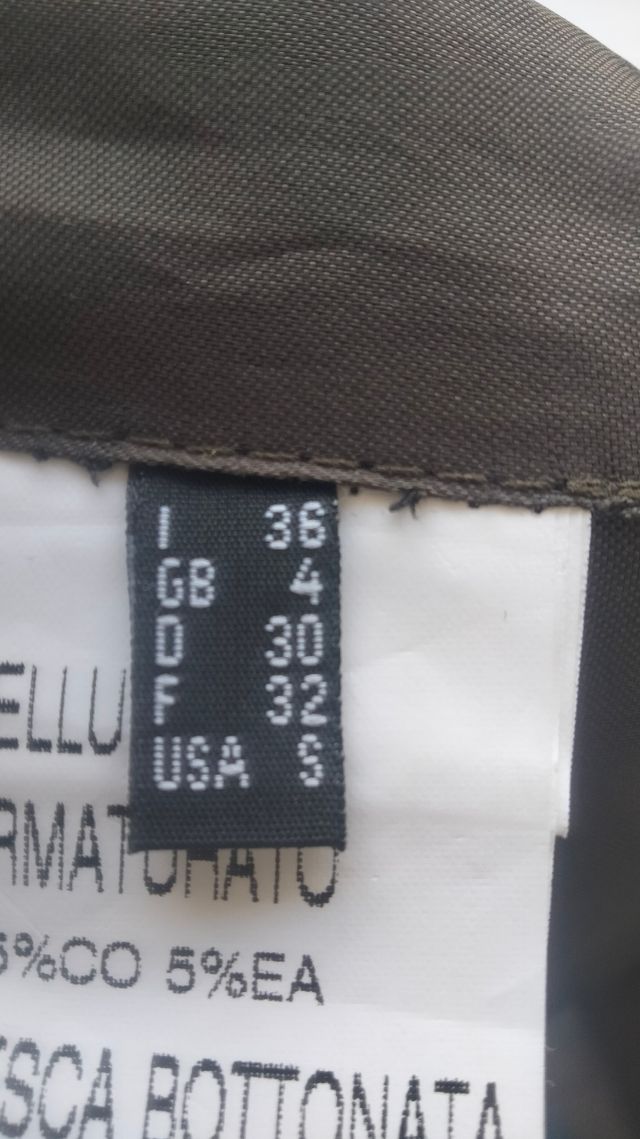 I 36
GB 4
D 30
F 32
USA S
ELLU
RMATURATO
5%CO 5%EA
SCA BOTTONATA